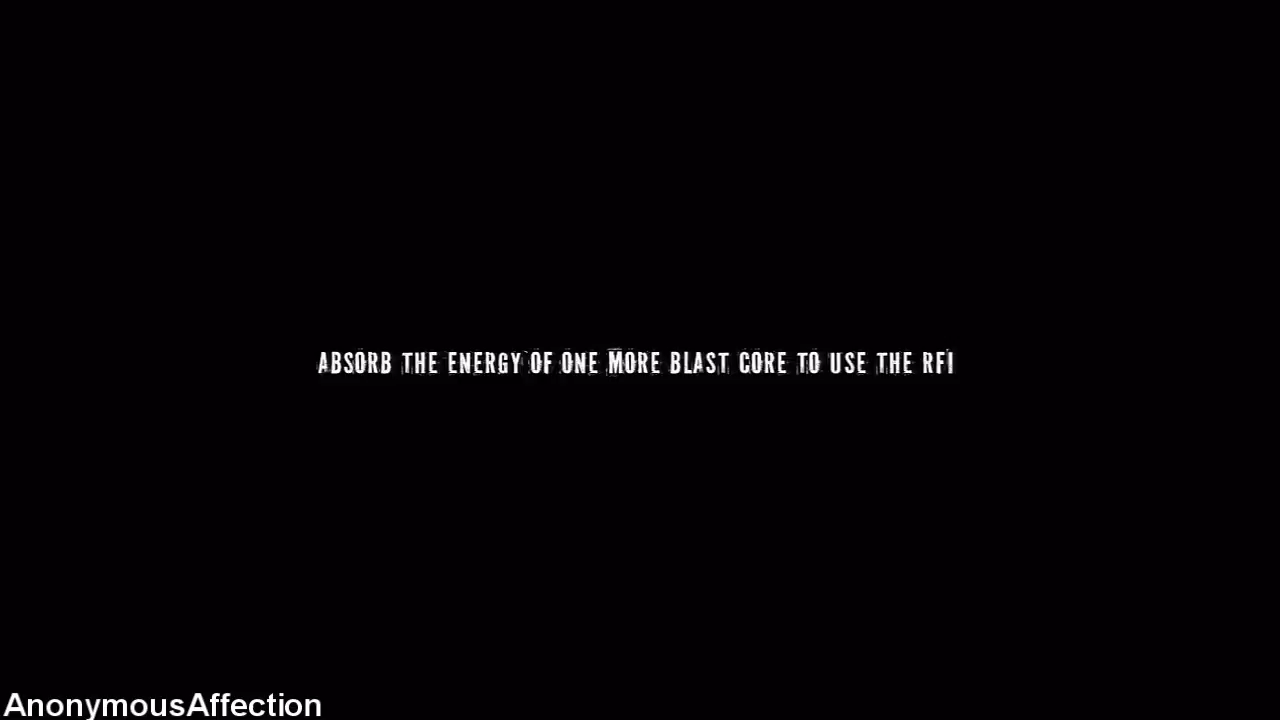 ABSORB THE ENERGY OF ONE MORE BLAST CORE TO USE THE RFI
AnonymousAffection